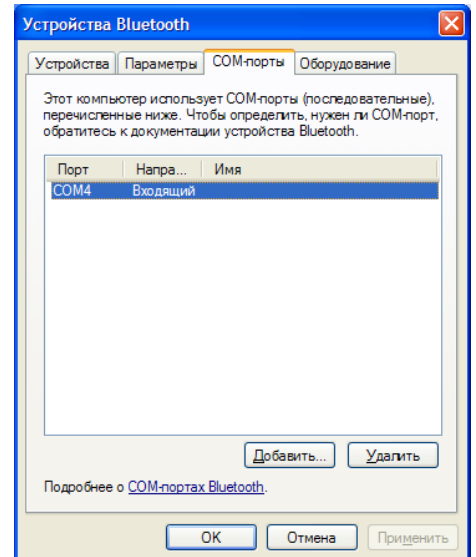 Устройства Bluetooth
Устройства Параметры COM-порты Оборудование
Этот компьютер использует COM-порты (последовательные),
перечисленные ниже. Чтобы определить, нужен ли COM-порт,
обратитесь к документации устройства Bluetooth.
Порт Напра... Имя
COM4 Входящий
Добавить... Удалить
Подробнее о COM-портах Bluetooth.
OK Отмена Применить